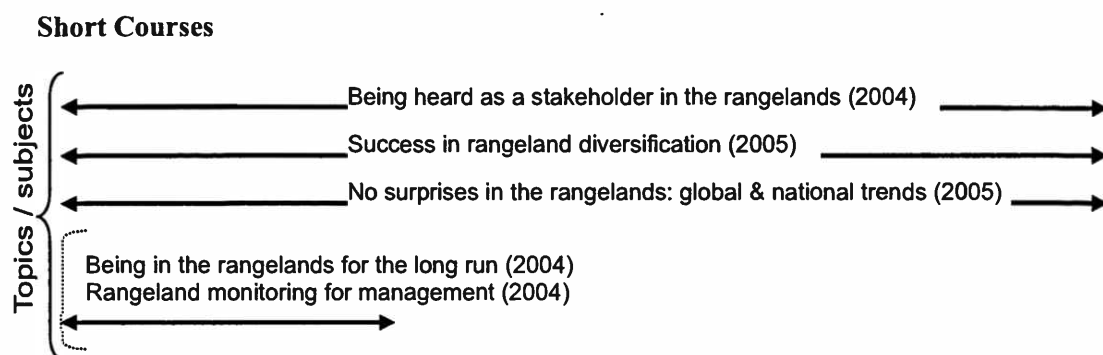 Short Courses
Topics / subjects
Being heard as a stakeholder in the rangelands (2004)
Success in rangeland diversification (2005)
No surprises in the rangelands: global & national trends (2005)
Being in the rangelands for the long run (2004)
Rangeland monitoring for management (2004)